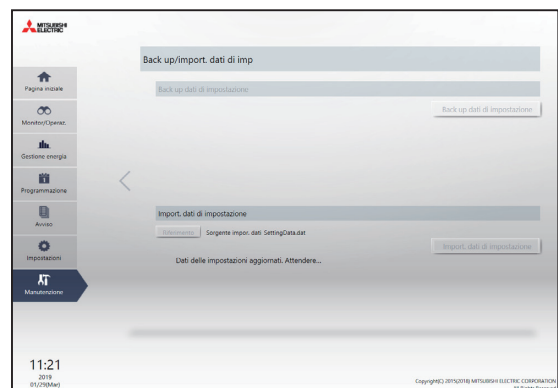 MITSUBISHI
ELECTRIC
Back up/import. dati di imp
Pagina iniziale
Back up dati di impostazione
Back up dati di impostazione
Monitor/Operaz.
Gestione energia
Programmazione
Avviso
Import. dati di impostazione
Riferimento Sorgente impor. dati SettingData.dat
Import. dati di impostazione
Impostazioni
Dati delle impostazioni aggiornati. Attendere...
Manutenzione
11:21
2019
01/29(Mar)
Copyright(C) 2015(2018) MITSUBISHI ELECTRIC CORPORATION
All Rights Reserved